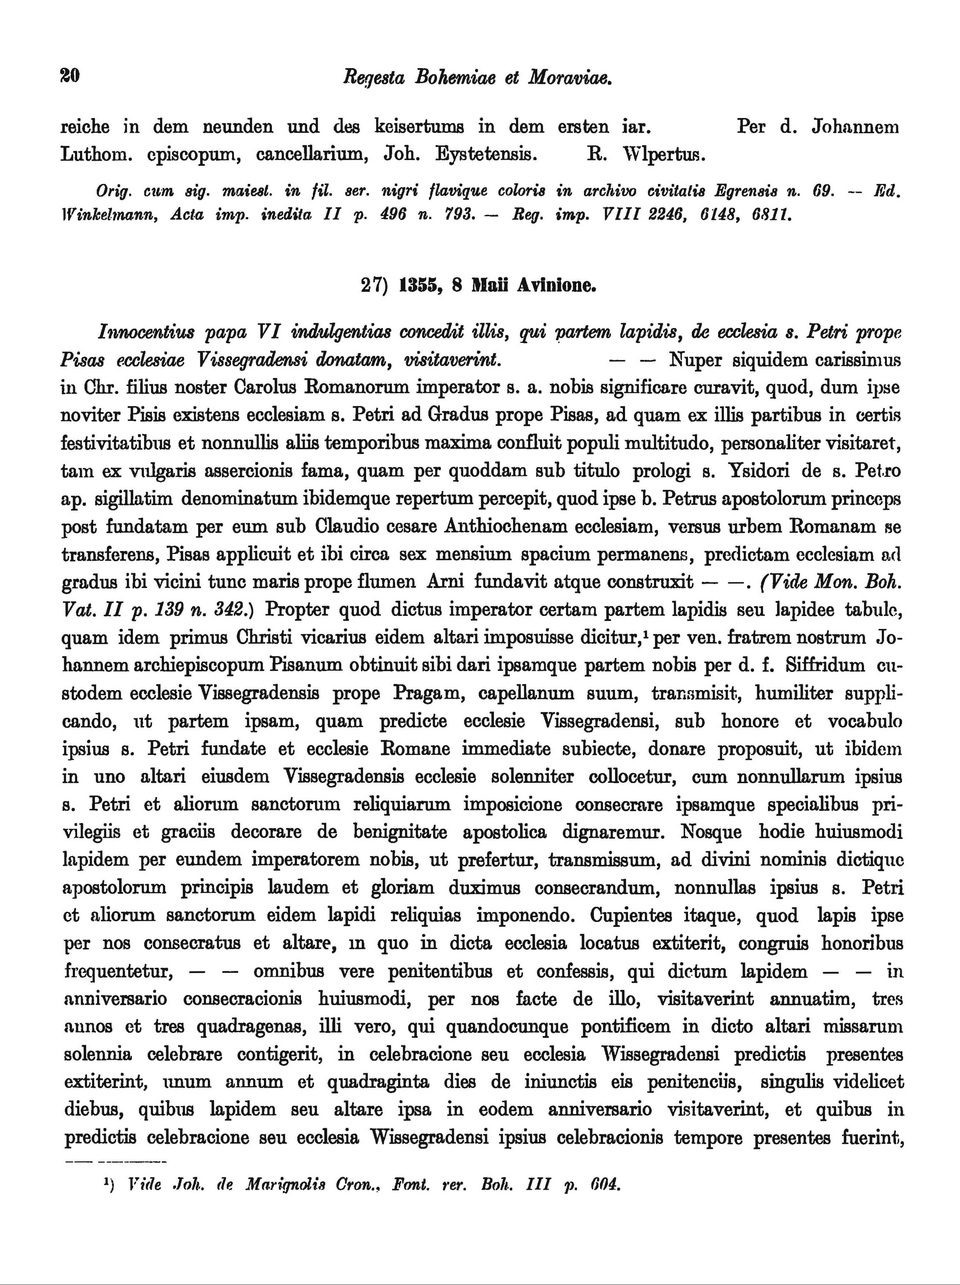 20 Regesta Bohemiae et Moraviae.
reiche in dem neunden und des keisertums in dem ersten iar. Per d. Johannem
Luthom. episcopum, cancellarium, Joh. Eystetensis. R. Wlpertus.
Orig. cum sig. maiest. in fil. ser. nigri flavique coloris in archivo civitatis Egrensis n. 69. — Ed.
Winkelmann, Acta imp. inedita II p. 496 n. 793. — Reg. imp. VIII 2246, 6148, 6811.
27) 1355, 8 Maii Avinione.
Innocentius papa VI indulgentias concedit illis, qui partem lapidis, de ecclesia s. Petri prope
Pisas ecclesiae Vissegradensi donatam, visitaverint. — — Nuper siquidem carissimus
in Chr. filius noster Carolus Romanorum imperator s. a. nobis significare curavit, quod, dum ipse
noviter Pisis existens ecclesiam s. Petri ad Gradus prope Pisas, ad quam ex illis partibus in certis
festivitatibus et nonnullis aliis temporibus maxima confluit populi multitudo, personaliter visitaret,
tam ex vulgaris assercionis fama, quam per quoddam sub titulo prologi s. Ysidori de s. Petro
ap. sigillatim denominatum ibidemque repertum percepit, quod ipse b. Petrus apostolorum princeps
post fundatam per eum sub Claudio cesare Anthiochenam ecclesiam, versus urbem Romanam se
transferens, Pisas applicuit et ibi circa sex mensium spacium permanens, predictam ecclesiam ad
gradus ibi vicini tunc maris prope flumen Arni fundavit atque construxit — —. (Vide Mon. Boh.
Vat. II p. 139 n. 342.) Propter quod dictus imperator certam partem lapidis seu lapidee tabule,
quam idem primus Christi vicarius eidem altari imposuisse dicitur,¹ per ven. fratrem nostrum Jo-
hannem archiepiscopum Pisanum obtinuit sibi dari ipsamque partem nobis per d. f. Siffridum cu-
stodem ecclesie Vissegradensis prope Pragam, capellanum suum, transmisit, humiliter suppli-
cando, ut partem ipsam, quam predicte ecclesie Vissegradensi, sub honore et vocabulo
ipsius s. Petri fundate et ecclesie Romane immediate subiecte, donare proposuit, ut ibidem
in uno altari eiusdem Vissegradensis ecclesie solenniter collocetur, cum nonnullarum ipsius
s. Petri et aliorum sanctorum reliquiarum imposicione consecrare ipsamque specialibus pri-
vilegiis et graciis decorare de benignitate apostolica dignaremur. Nosque hodie huiusmodi
lapidem per eundem imperatorem nobis, ut prefertur, transmissum, ad divini nominis dictique
apostolorum principis laudem et gloriam duximus consecrandum, nonnullas ipsius s. Petri
et aliorum sanctorum eidem lapidi reliquias imponendo. Cupientes itaque, quod lapis ipse
per nos consecratus et altare, in quo in dicta ecclesia locatus extiterit, congruis honoribus
frequentetur, — — omnibus vere penitentibus et confessis, qui dictum lapidem — — in
anniversario consecracionis huiusmodi, per nos facte de illo, visitaverint annuatim, tres
annos et tres quadragenas, illi vero, qui quandocunque pontificem in dicto altari missarum
solennia celebrare contigerit, in celebracione seu ecclesia Wissegradensi predictis presentes
extiterint, unum annum et quadraginta dies de iniunctis eis penitenciis, singulis videlicet
diebus, quibus lapidem seu altare ipsa in eodem anniversario visitaverint, et quibus in
predictis celebracione seu ecclesia Wissegradensi ipsius celebracionis tempore presentes fuerint,
¹) Vide Joh. de Marignolis Cron., Font. rer. Boh. III p. 604.